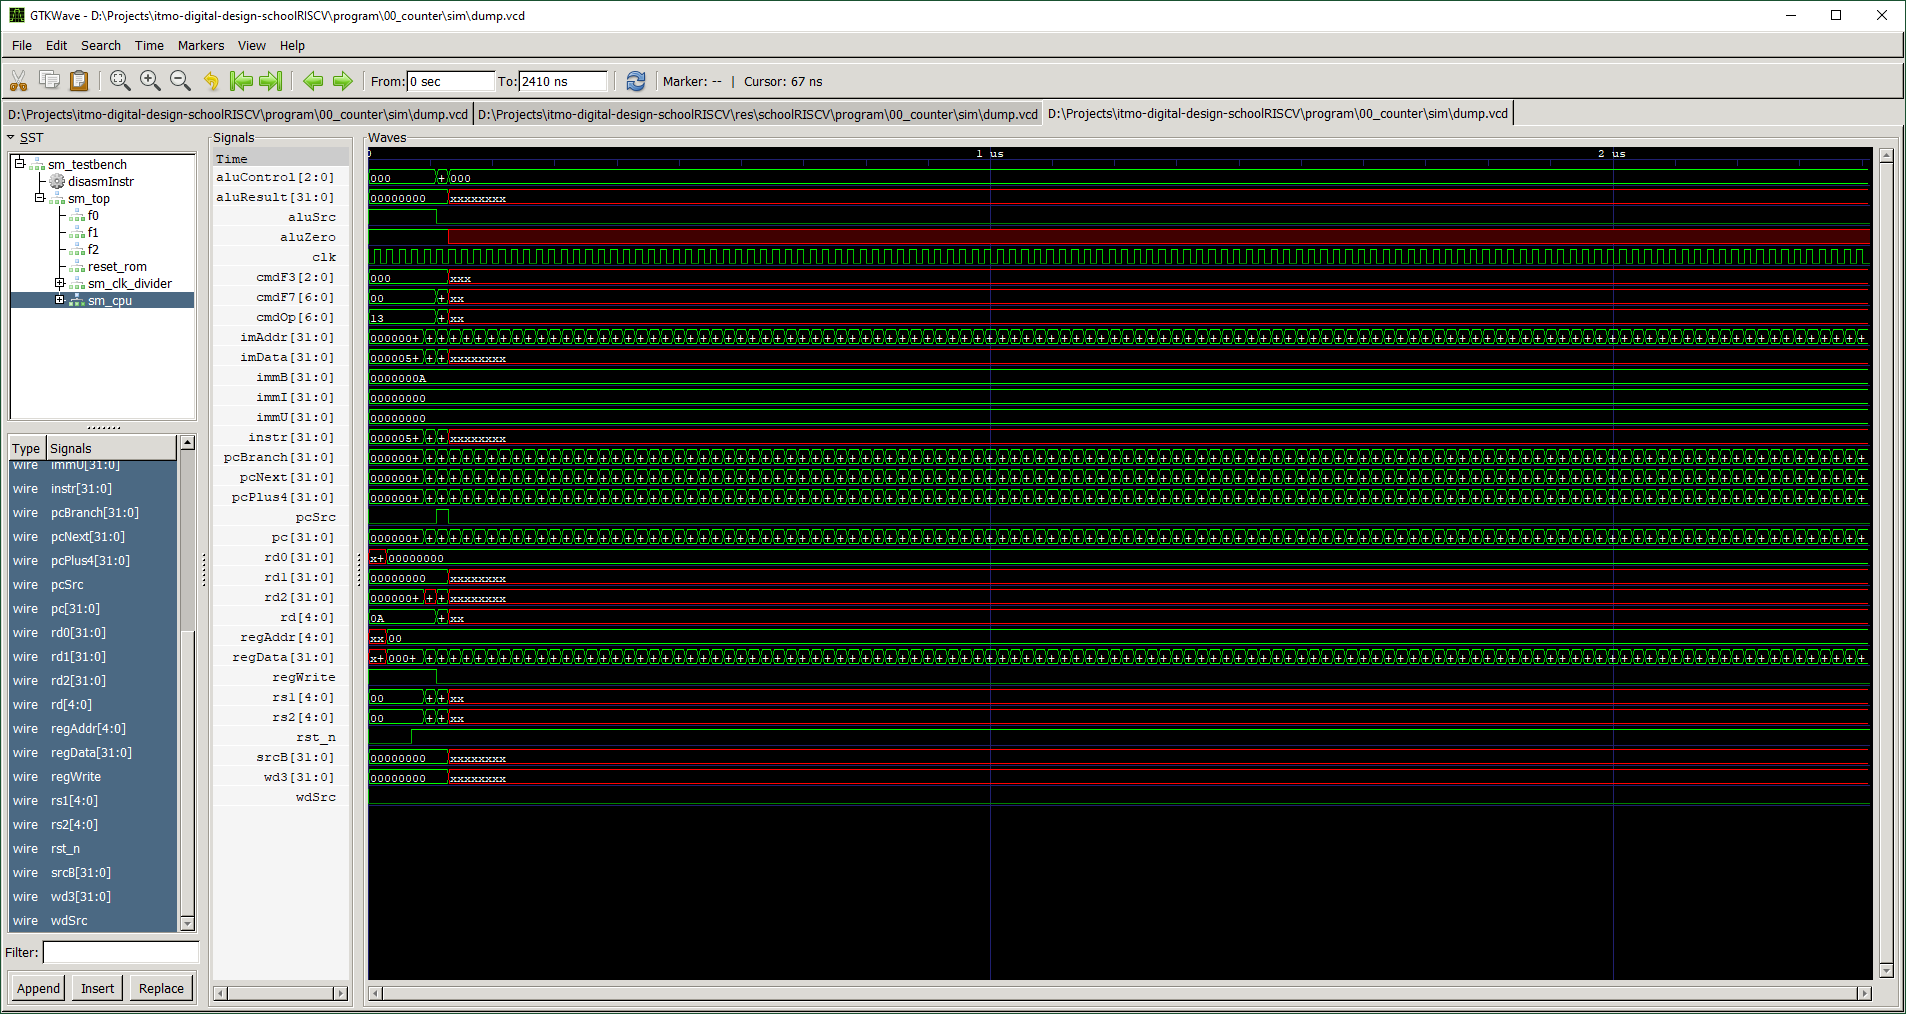 GTKWave - D:\Projects\itmo-digital-design-schoolRISCV\program\00_counter\sim\dump.vcd
File Edit Search Time Markers View Help
From: 0 sec To: 2410 ns Marker: -- | Cursor: 67 ns
D:\Projects\itmo-digital-design-schoolRISCV\program\00_counter\sim\dump.vcd D:\Projects\itmo-digital-design-schoolRISCV\res\schoolRISCV\program\00_counter\sim\dump.vcd D:\Projects\itmo-digital-design-schoolRISCV\program\00_counter\sim\dump.vcd
SST
sm_testbench
disasmInstr
sm_top
f0
f1
f2
reset_rom
sm_clk_divider
sm_cpu
Type Signals
wire immU[31:0]
wire instr[31:0]
wire pcBranch[31:0]
wire pcNext[31:0]
wire pcPlus4[31:0]
wire pcSrc
wire pc[31:0]
wire rd0[31:0]
wire rd1[31:0]
wire rd2[31:0]
wire rd[4:0]
wire regAddr[4:0]
wire regData[31:0]
wire regWrite
wire rs1[4:0]
wire rs2[4:0]
wire rst_n
wire srcB[31:0]
wire wd3[31:0]
wire wdSrc
Filter:
Append Insert Replace
Signals
Time
aluControl[2:0]
aluResult[31:0]
aluSrc
aluZero
clk
cmdF3[2:0]
cmdF7[6:0]
cmdOp[6:0]
imAddr[31:0]
imData[31:0]
immB[31:0]
immI[31:0]
immU[31:0]
instr[31:0]
pcBranch[31:0]
pcNext[31:0]
pcPlus4[31:0]
pcSrc
pc[31:0]
rd0[31:0]
rd1[31:0]
rd2[31:0]
rd[4:0]
regAddr[4:0]
regData[31:0]
regWrite
rs1[4:0]
rs2[4:0]
rst_n
srcB[31:0]
wd3[31:0]
wdSrc
Waves
0 1 us 2 us
000 + 000
00000000 xxxxxxxx
000 xxx
00 + xx
13 + xx
000000+
000005+ + + xxxxxxxx
0000000A
00000000
00000000
000005+ + + xxxxxxxx
000000+
000000+
000000+
000000+
x+ 00000000
00000000 xxxxxxxx
000000+ + + xxxxxxxx
0A + xx
xx 00
x+ 000+
00 + + xx
00 + + xx
00000000 xxxxxxxx
00000000 xxxxxxxx